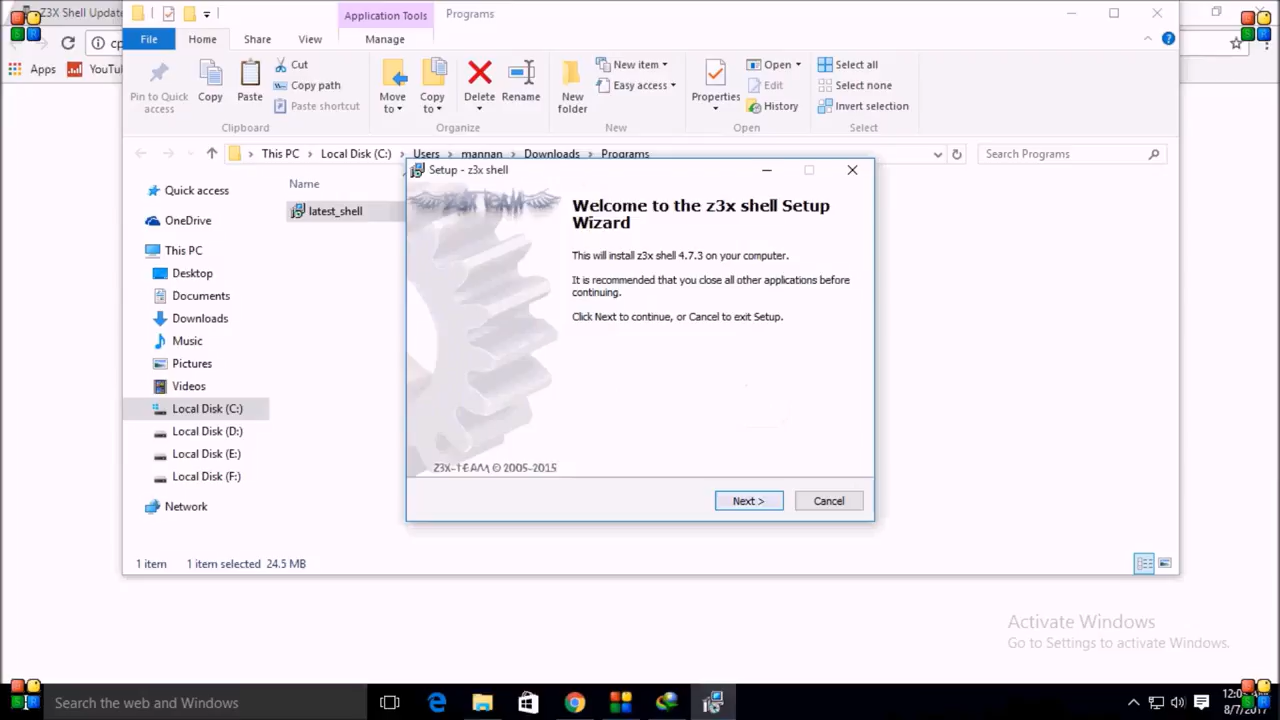 Z3X Shell Update
Application Tools
Programs
File
Home
Share
View
Manage
Apps
YouTu
Pin to Quick
access
Copy
Paste
Cut
Copy path
Paste shortcut
Clipboard
Move
to
Copy
to
Delete
Rename
Organize
New
folder
New item
Easy access
New
Properties
Open
Edit
History
Open
Select all
Select none
Invert selection
Select
This PC > Local Disk (C:) > Users > mannan > Downloads > Programs
Search Programs
Quick access
OneDrive
This PC
Desktop
Documents
Downloads
Music
Pictures
Videos
Local Disk (C:)
Local Disk (D:)
Local Disk (E:)
Local Disk (F:)
Network
Name
latest_shell
Setup - z3x shell
Z3X TEAM
Welcome to the z3x shell Setup
Wizard
This will install z3x shell 4.7.3 on your computer.
It is recommended that you close all other applications before
continuing.
Click Next to continue, or Cancel to exit Setup.
Z3X-TEAM © 2005-2015
Next >
Cancel
1 item 1 item selected 24.5 MB
Activate Windows
Go to Settings to activate Windows.
Search the web and Windows